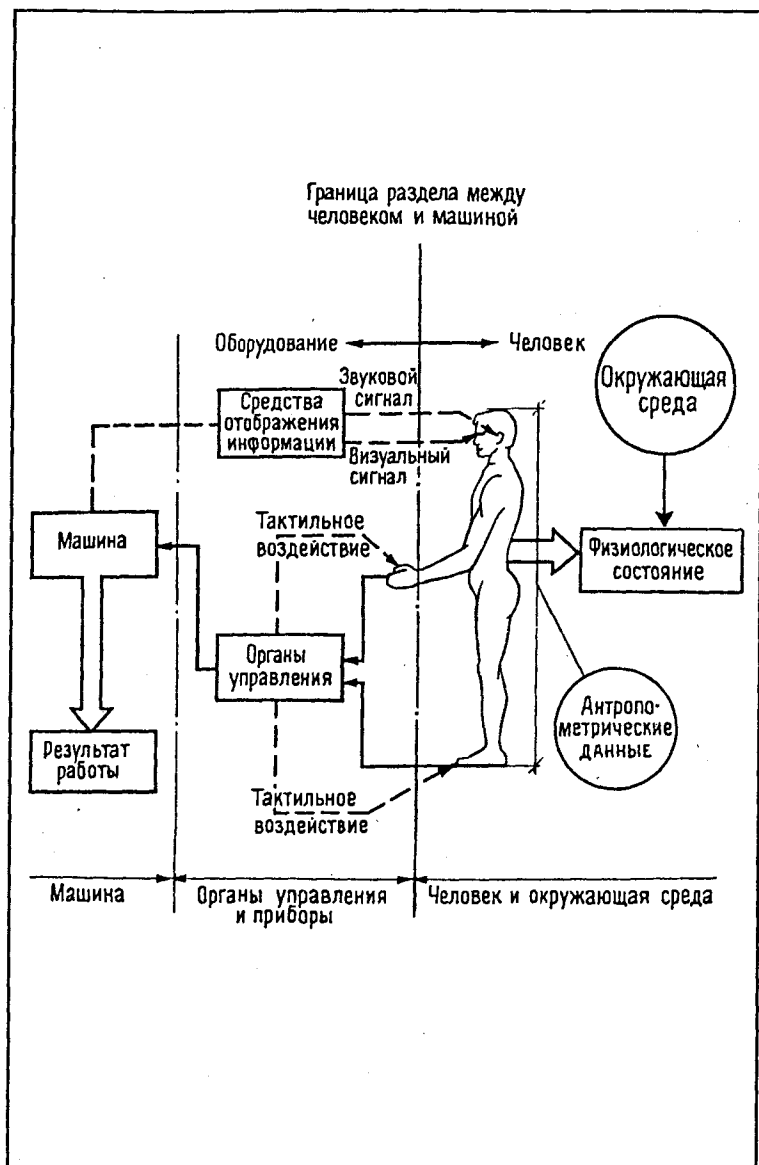 Граница раздела между
человеком и машиной
Оборудование
Человек
Окружающая
среда
Звуковой
сигнал
Средства
отображения
информации
Визуальный
сигнал
Тактильное
воздействие
Машина
Физиологическое
состояние
Органы
управления
Антропо-
метрические
данные
Результат
работы
Тактильное
воздействие
Машина
Органы управления
и приборы
Человек и окружающая среда